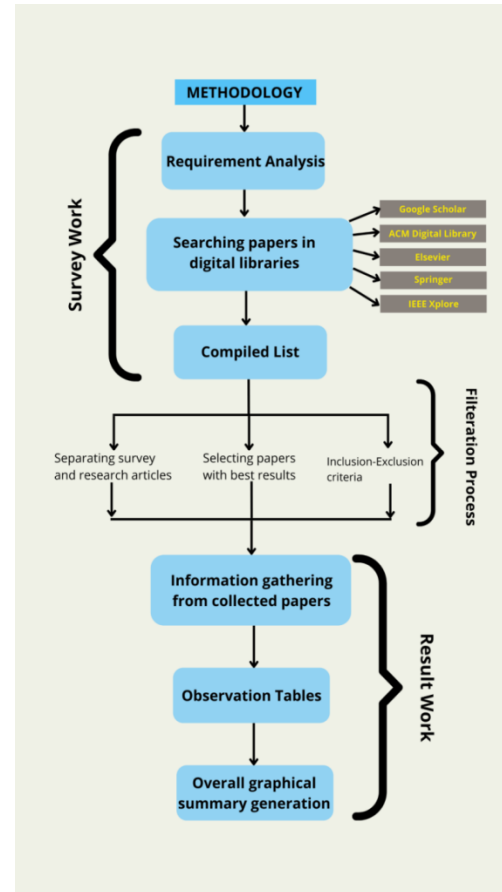 METHODOLOGY
Requirement Analysis
Survey Work
Searching papers in
digital libraries
Google Scholar
ACM Digital Library
Elsevier
Springer
IEEE Xplore
Compiled List
Separating survey
and research articles
Selecting papers
with best results
Inclusion-Exclusion
criteria
Filteration Process
Information gathering
from collected papers
Observation Tables
Result Work
Overall graphical
summary generation